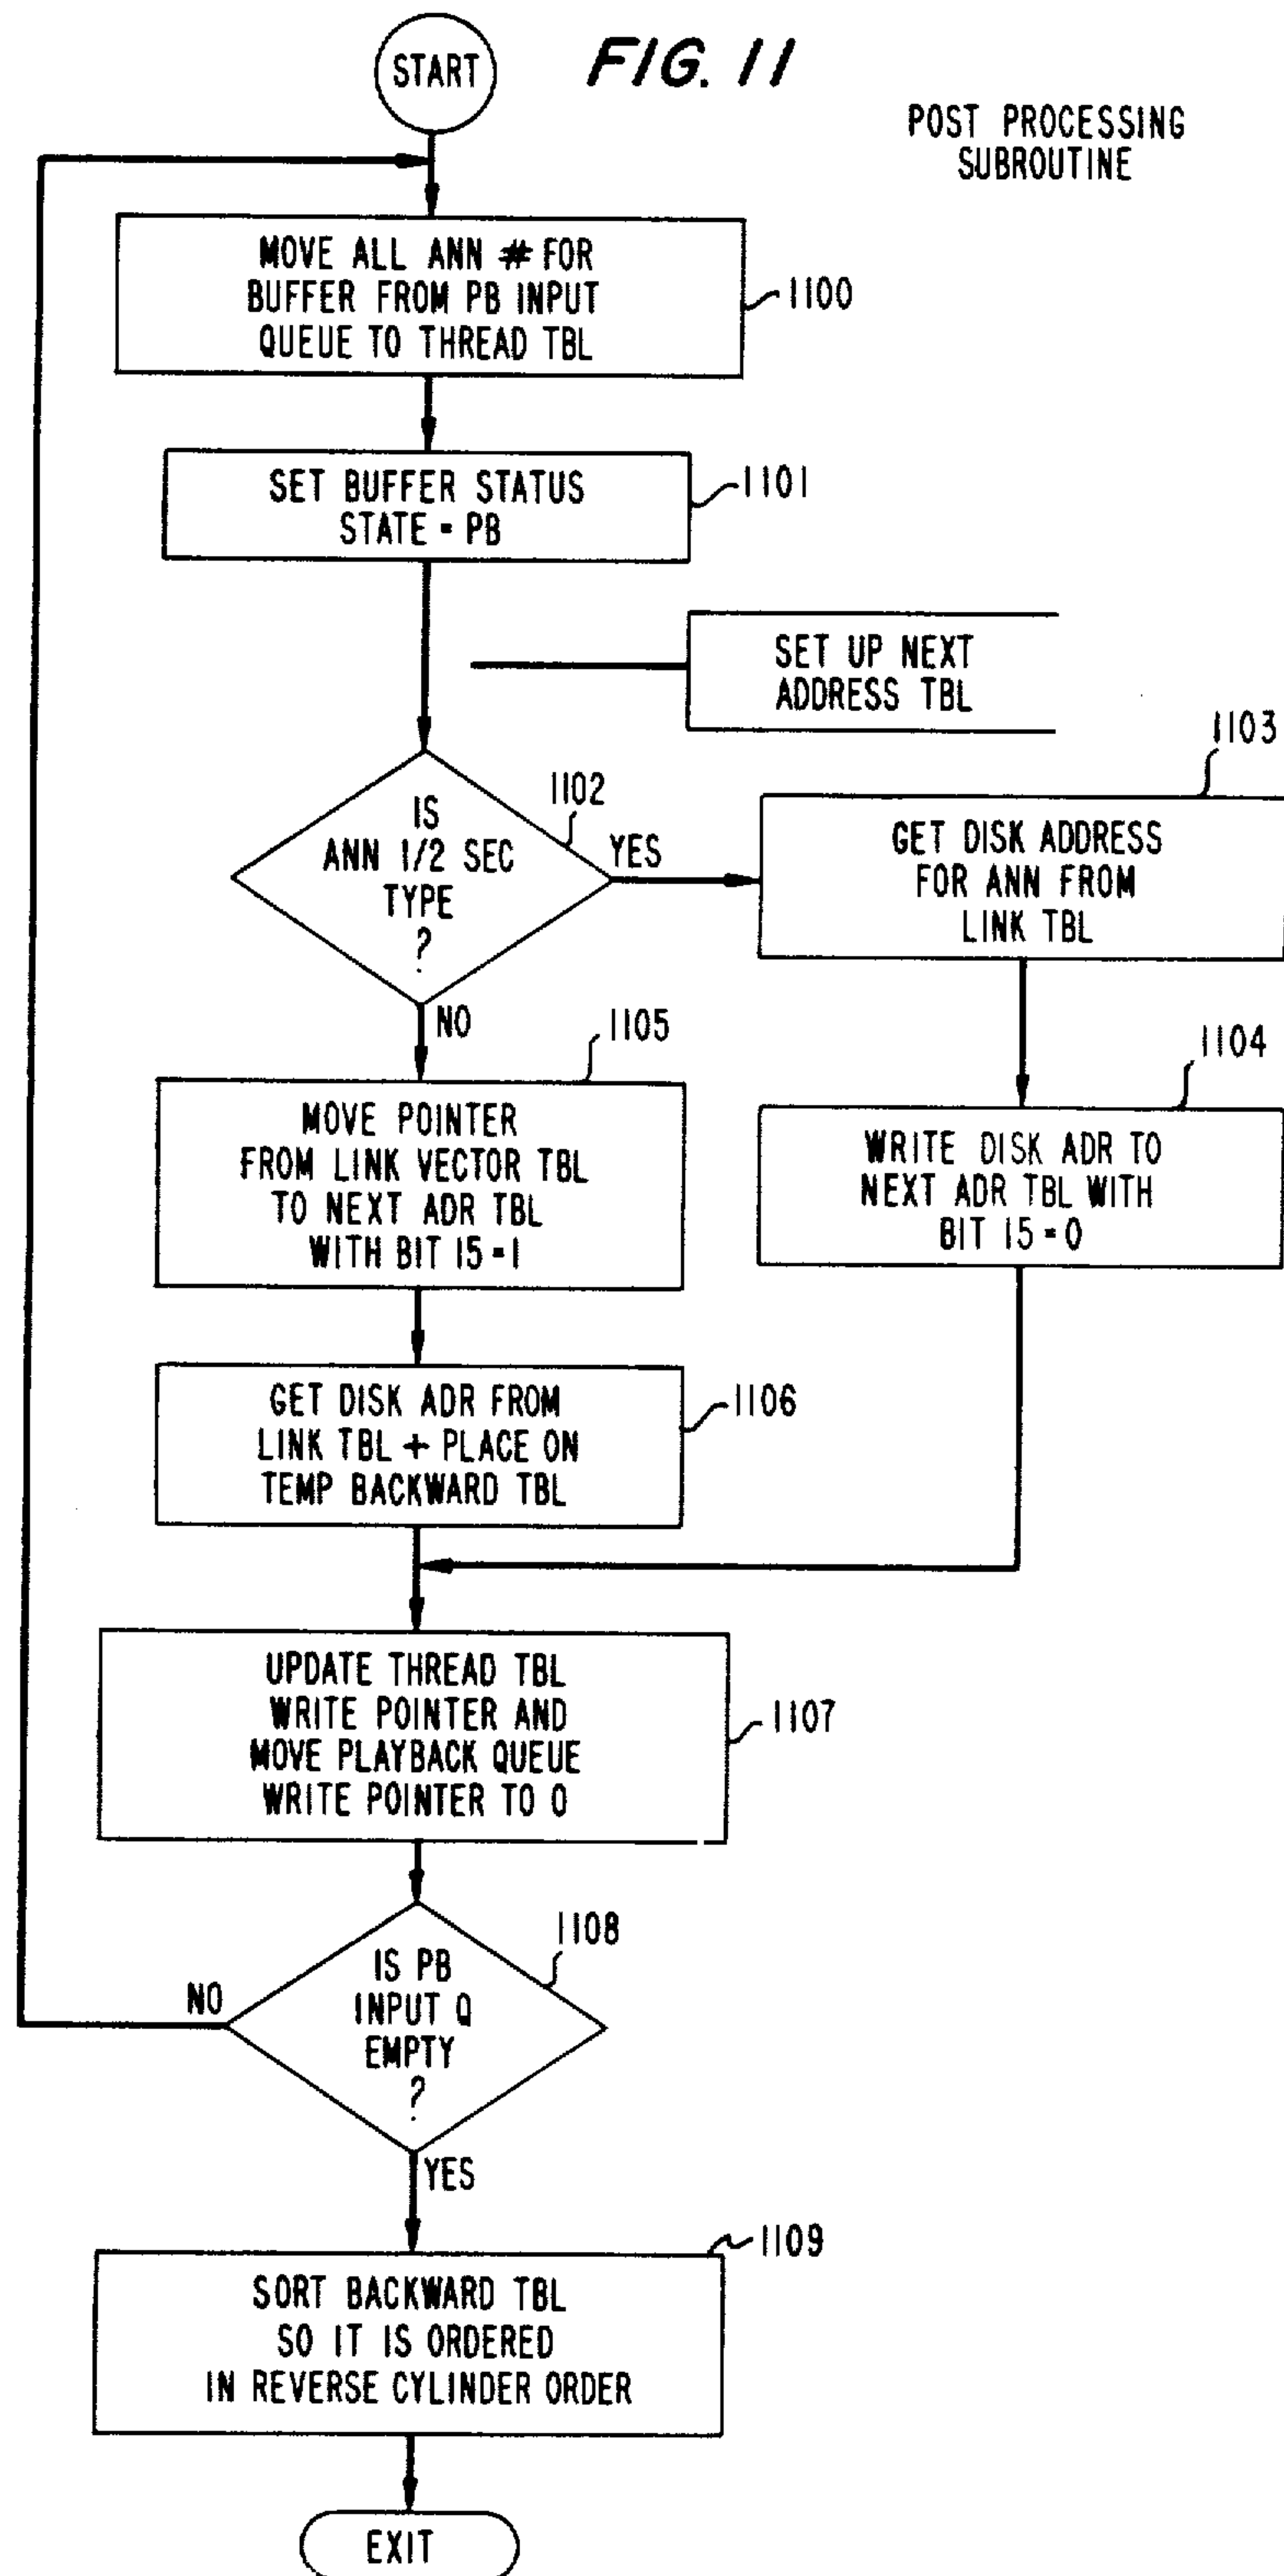 START
FIG. 11
POST PROCESSING
SUBROUTINE
MOVE ALL ANN # FOR
BUFFER FROM PB INPUT
QUEUE TO THREAD TBL
1100
SET BUFFER STATUS
STATE = PB
1101
SET UP NEXT
ADDRESS TBL
IS
ANN 1/2 SEC
TYPE
?
1102
YES
NO
GET DISK ADDRESS
FOR ANN FROM
LINK TBL
1103
WRITE DISK ADR TO
NEXT ADR TBL WITH
BIT 15=0
1104
MOVE POINTER
FROM LINK VECTOR TBL
TO NEXT ADR TBL
WITH BIT 15=1
1105
GET DISK ADR FROM
LINK TBL + PLACE ON
TEMP BACKWARD TBL
1106
UPDATE THREAD TBL
WRITE POINTER AND
MOVE PLAYBACK QUEUE
WRITE POINTER TO 0
1107
IS PB
INPUT Q
EMPTY
?
1108
NO
YES
SORT BACKWARD TBL
SO IT IS ORDERED
IN REVERSE CYLINDER ORDER
1109
EXIT